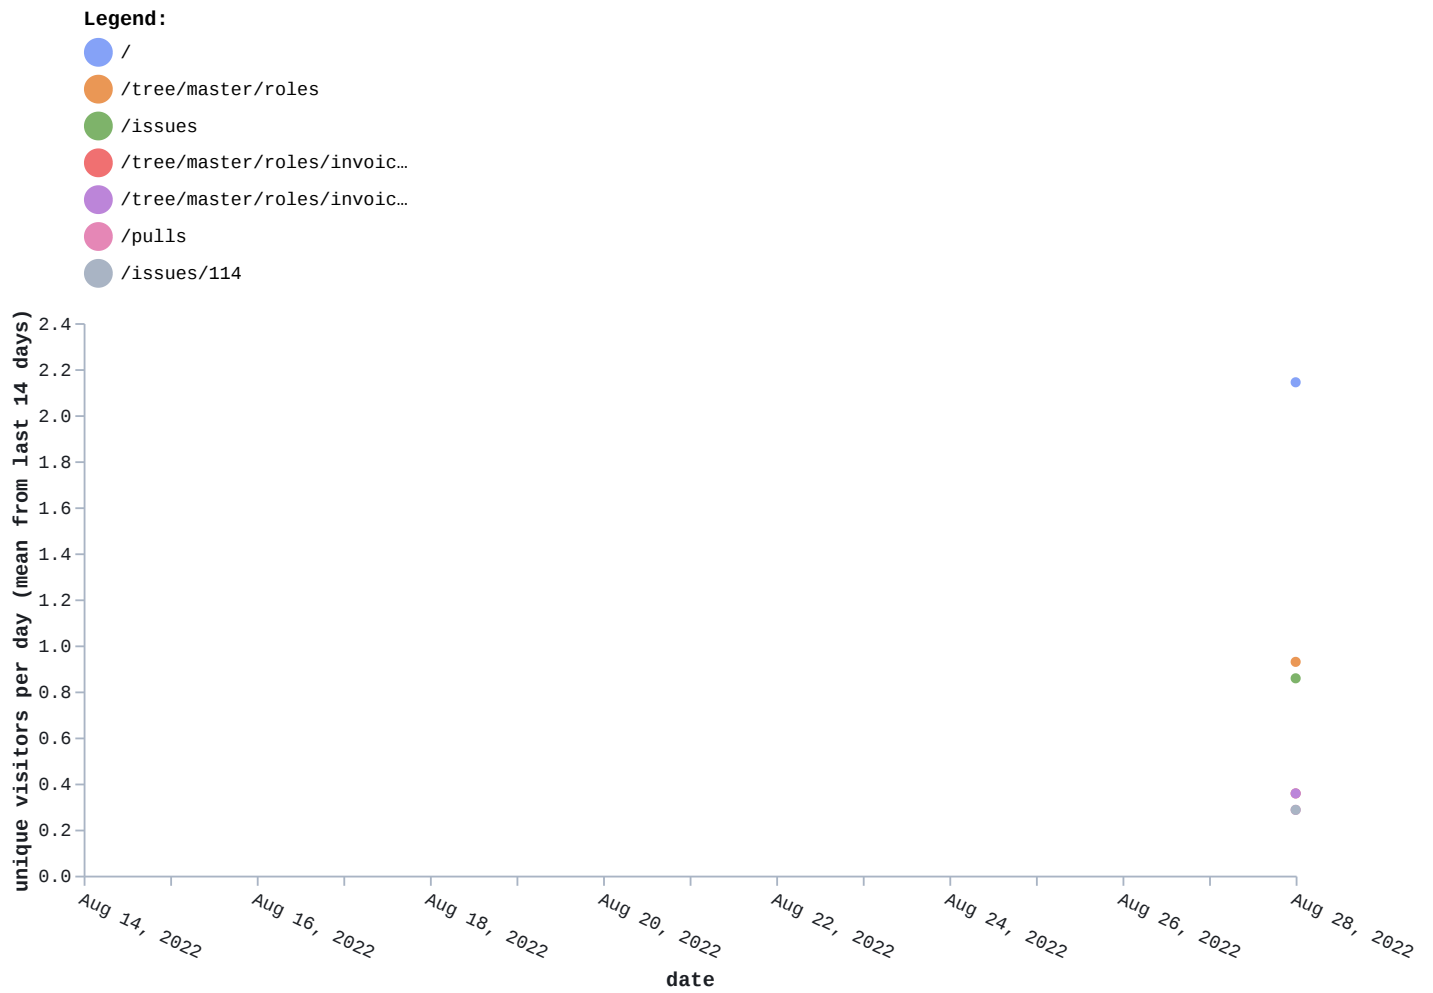 Legend:
/
/tree/master/roles
/issues
/tree/master/roles/invoic…
/tree/master/roles/invoic…
/pulls
/issues/114
unique visitors per day (mean from last 14 days)
2.4
2.2
2.0
1.8
1.6
1.4
1.2
1.0
0.8
0.6
0.4
0.2
0.0
Aug 14, 2022
Aug 16, 2022
Aug 18, 2022
Aug 20, 2022
Aug 22, 2022
Aug 24, 2022
Aug 26, 2022
Aug 28, 2022
date